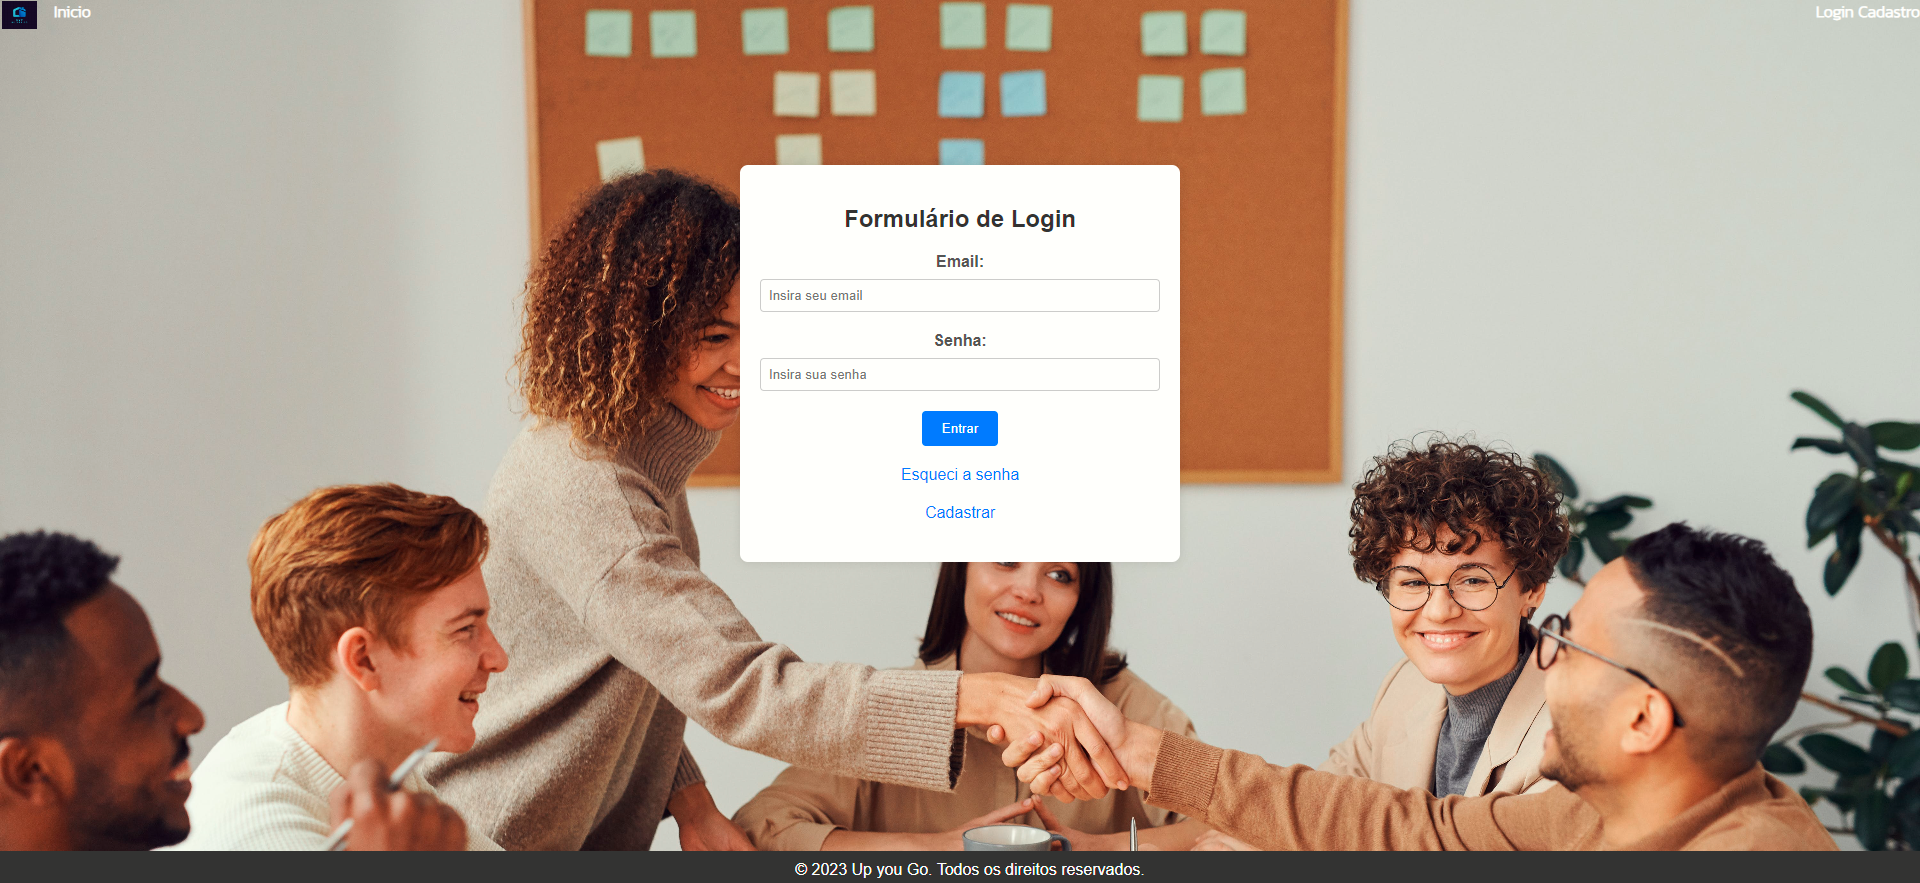 Inicio
Login Cadastro
Formulário de Login
Email:
Insira seu email
Senha:
Insira sua senha
Entrar
Esqueci a senha
Cadastrar
© 2023 Up you Go. Todos os direitos reservados.